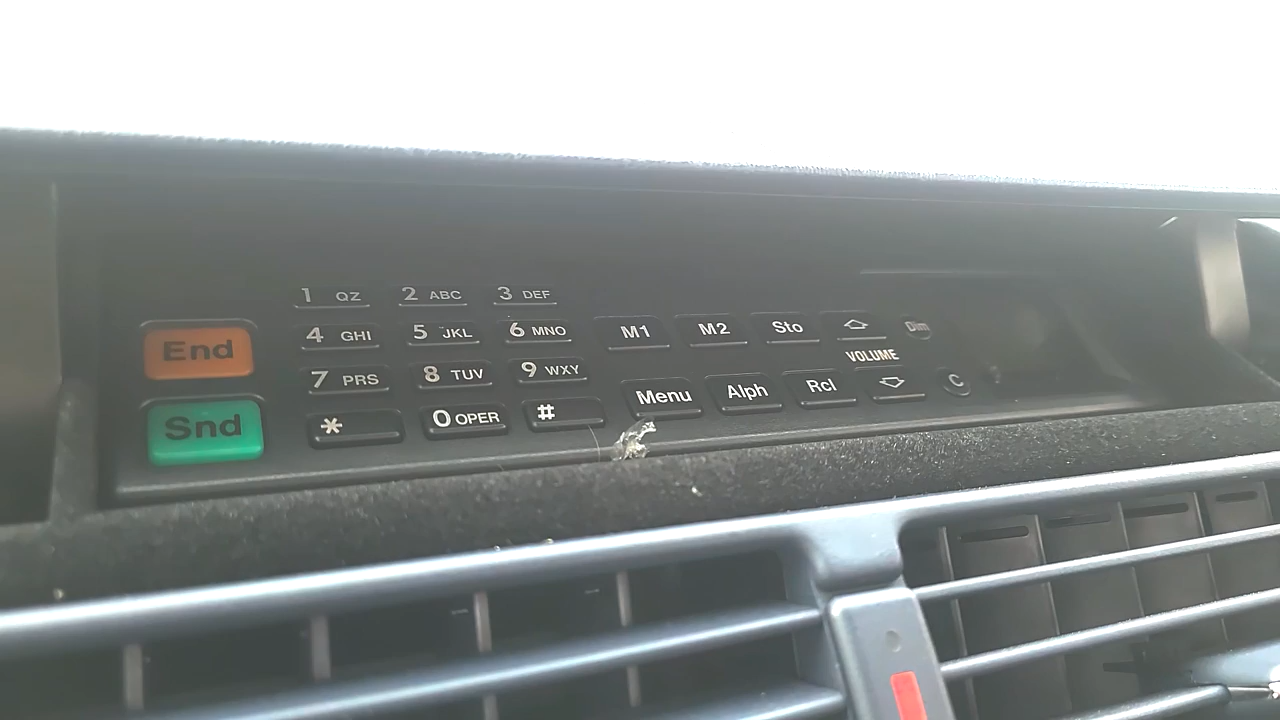 1 QZ 2 ABC 3 DEF
End 4 GHI 5 JKL 6 MNO M1 M2 Sto Dim
VOLUME
7 PRS 8 TUV 9 WXY Menu Alph Rcl C
Snd * 0 OPER #